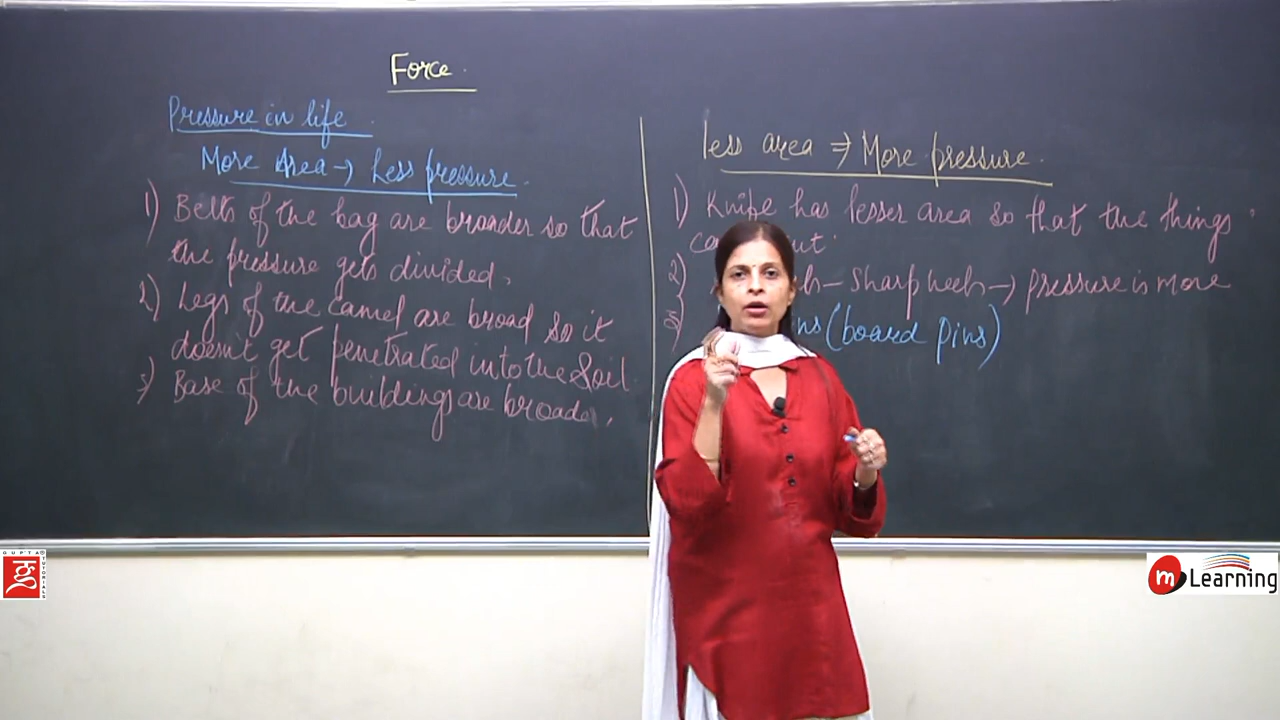 Force.
Pressure in life.
More Area → Less pressure.
1) Belts of the bag are broader so that
the pressure gets divided.
2) Legs of the camel are broad so it
doesn't get penetrated into the Soil.
3) Base of the buildings are broader.
less area ⇒ More pressure.
1) Knife has lesser area so that the things
2) – Sharp heels → pressure is more
3) (board pins)
GUPTA
TUTORIALS
m Learning